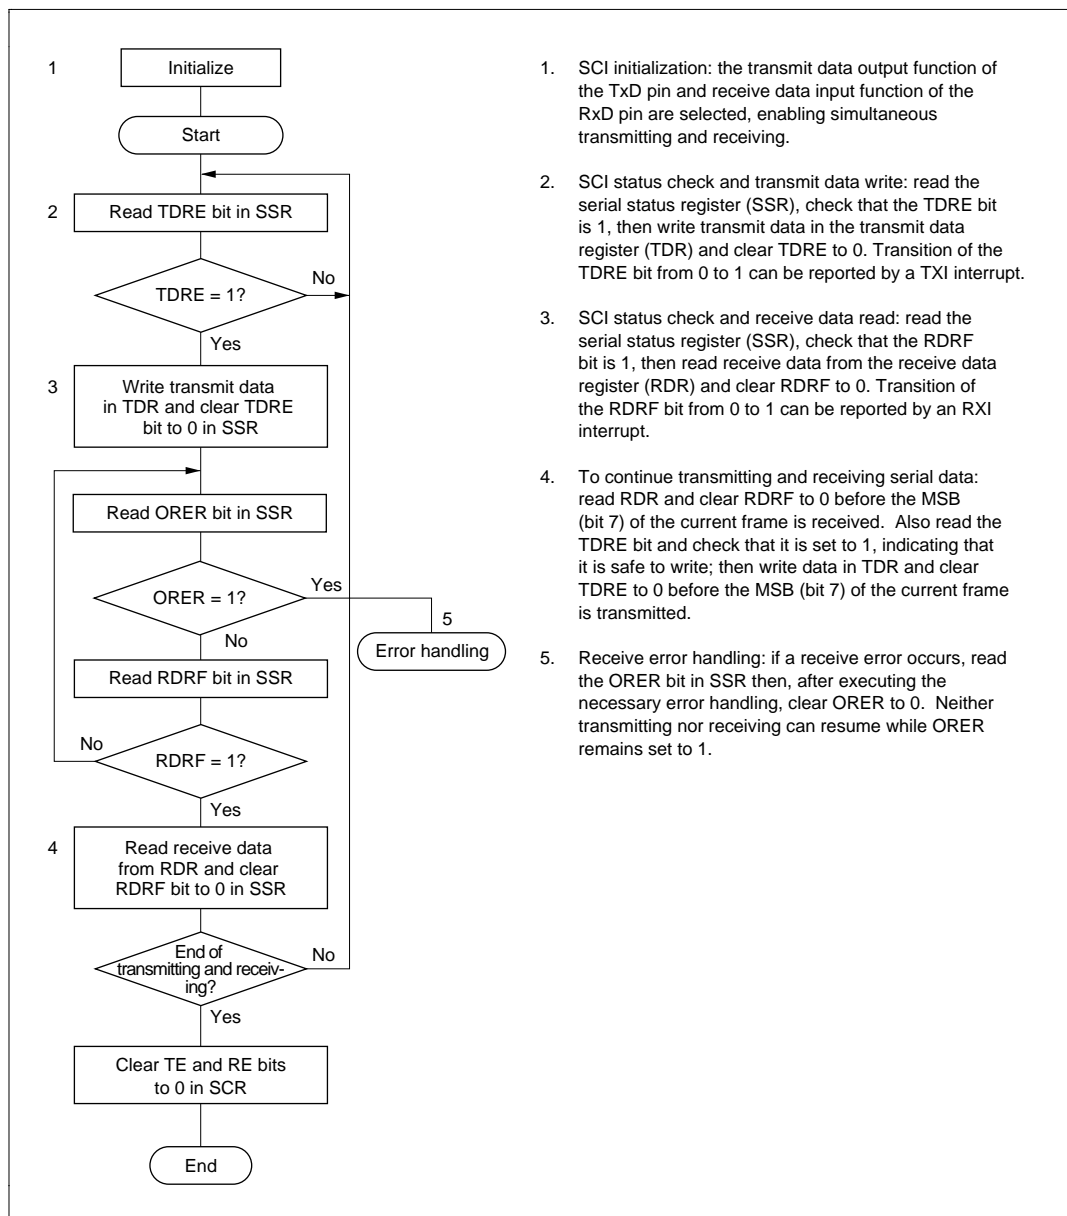 1
Initialize
Start
2
Read TDRE bit in SSR
No
TDRE = 1?
Yes
3
Write transmit data
in TDR and clear TDRE
bit to 0 in SSR
Read ORER bit in SSR
Yes
ORER = 1?
5
No
Error handling
Read RDRF bit in SSR
No
RDRF = 1?
Yes
4
Read receive data
from RDR and clear
RDRF bit to 0 in SSR
End of
transmitting and receiv-
ing?
No
Yes
Clear TE and RE bits
to 0 in SCR
End
1. SCI initialization: the transmit data output function of
the TxD pin and receive data input function of the
RxD pin are selected, enabling simultaneous
transmitting and receiving.
2. SCI status check and transmit data write: read the
serial status register (SSR), check that the TDRE bit
is 1, then write transmit data in the transmit data
register (TDR) and clear TDRE to 0. Transition of the
TDRE bit from 0 to 1 can be reported by a TXI interrupt.
3. SCI status check and receive data read: read the
serial status register (SSR), check that the RDRF
bit is 1, then read receive data from the receive data
register (RDR) and clear RDRF to 0. Transition of
the RDRF bit from 0 to 1 can be reported by an RXI
interrupt.
4. To continue transmitting and receiving serial data:
read RDR and clear RDRF to 0 before the MSB
(bit 7) of the current frame is received. Also read the
TDRE bit and check that it is set to 1, indicating that
it is safe to write; then write data in TDR and clear
TDRE to 0 before the MSB (bit 7) of the current frame
is transmitted.
5. Receive error handling: if a receive error occurs, read
the ORER bit in SSR then, after executing the
necessary error handling, clear ORER to 0. Neither
transmitting nor receiving can resume while ORER
remains set to 1.